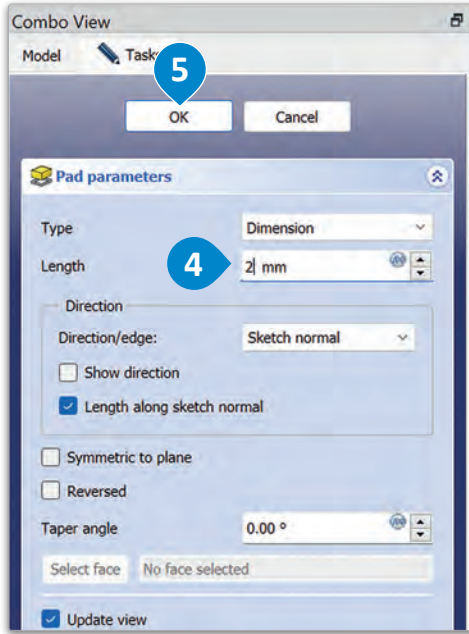 Combo View
Model Tasks
5
OK Cancel
Pad parameters
Type Dimension
Length 4 2 mm
Direction
Direction/edge: Sketch normal
Show direction
Length along sketch normal
Symmetric to plane
Reversed
Taper angle 0.00 °
Select face No face selected
Update view